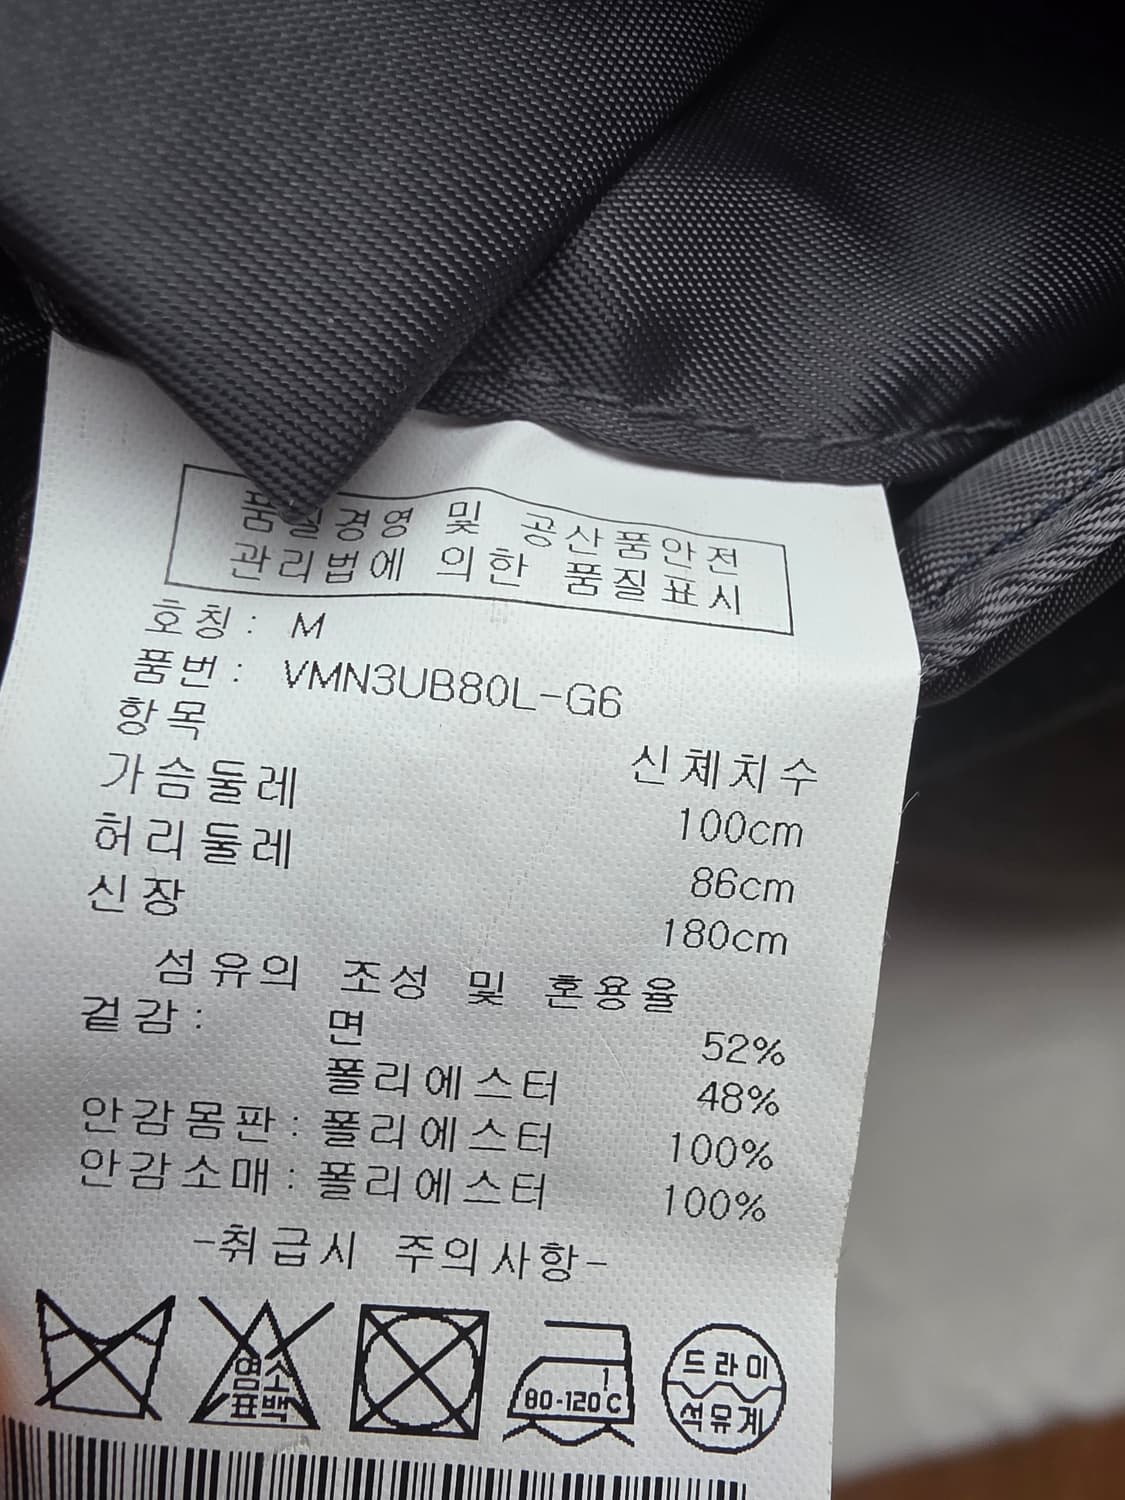 품질경영 및 공산품안전
관리법에 의한 품질표시
호칭: M
품번: VMN3UB80L-G6
항목 신체치수
가슴둘레 100cm
허리둘레 86cm
신장 180cm
섬유의 조성 및 혼용율
겉감: 면 52%
폴리에스터 48%
안감몸판: 폴리에스터 100%
안감소매: 폴리에스터 100%
-취급시 주의사항-
염소
표백
1
80-120℃
드라이
석유계